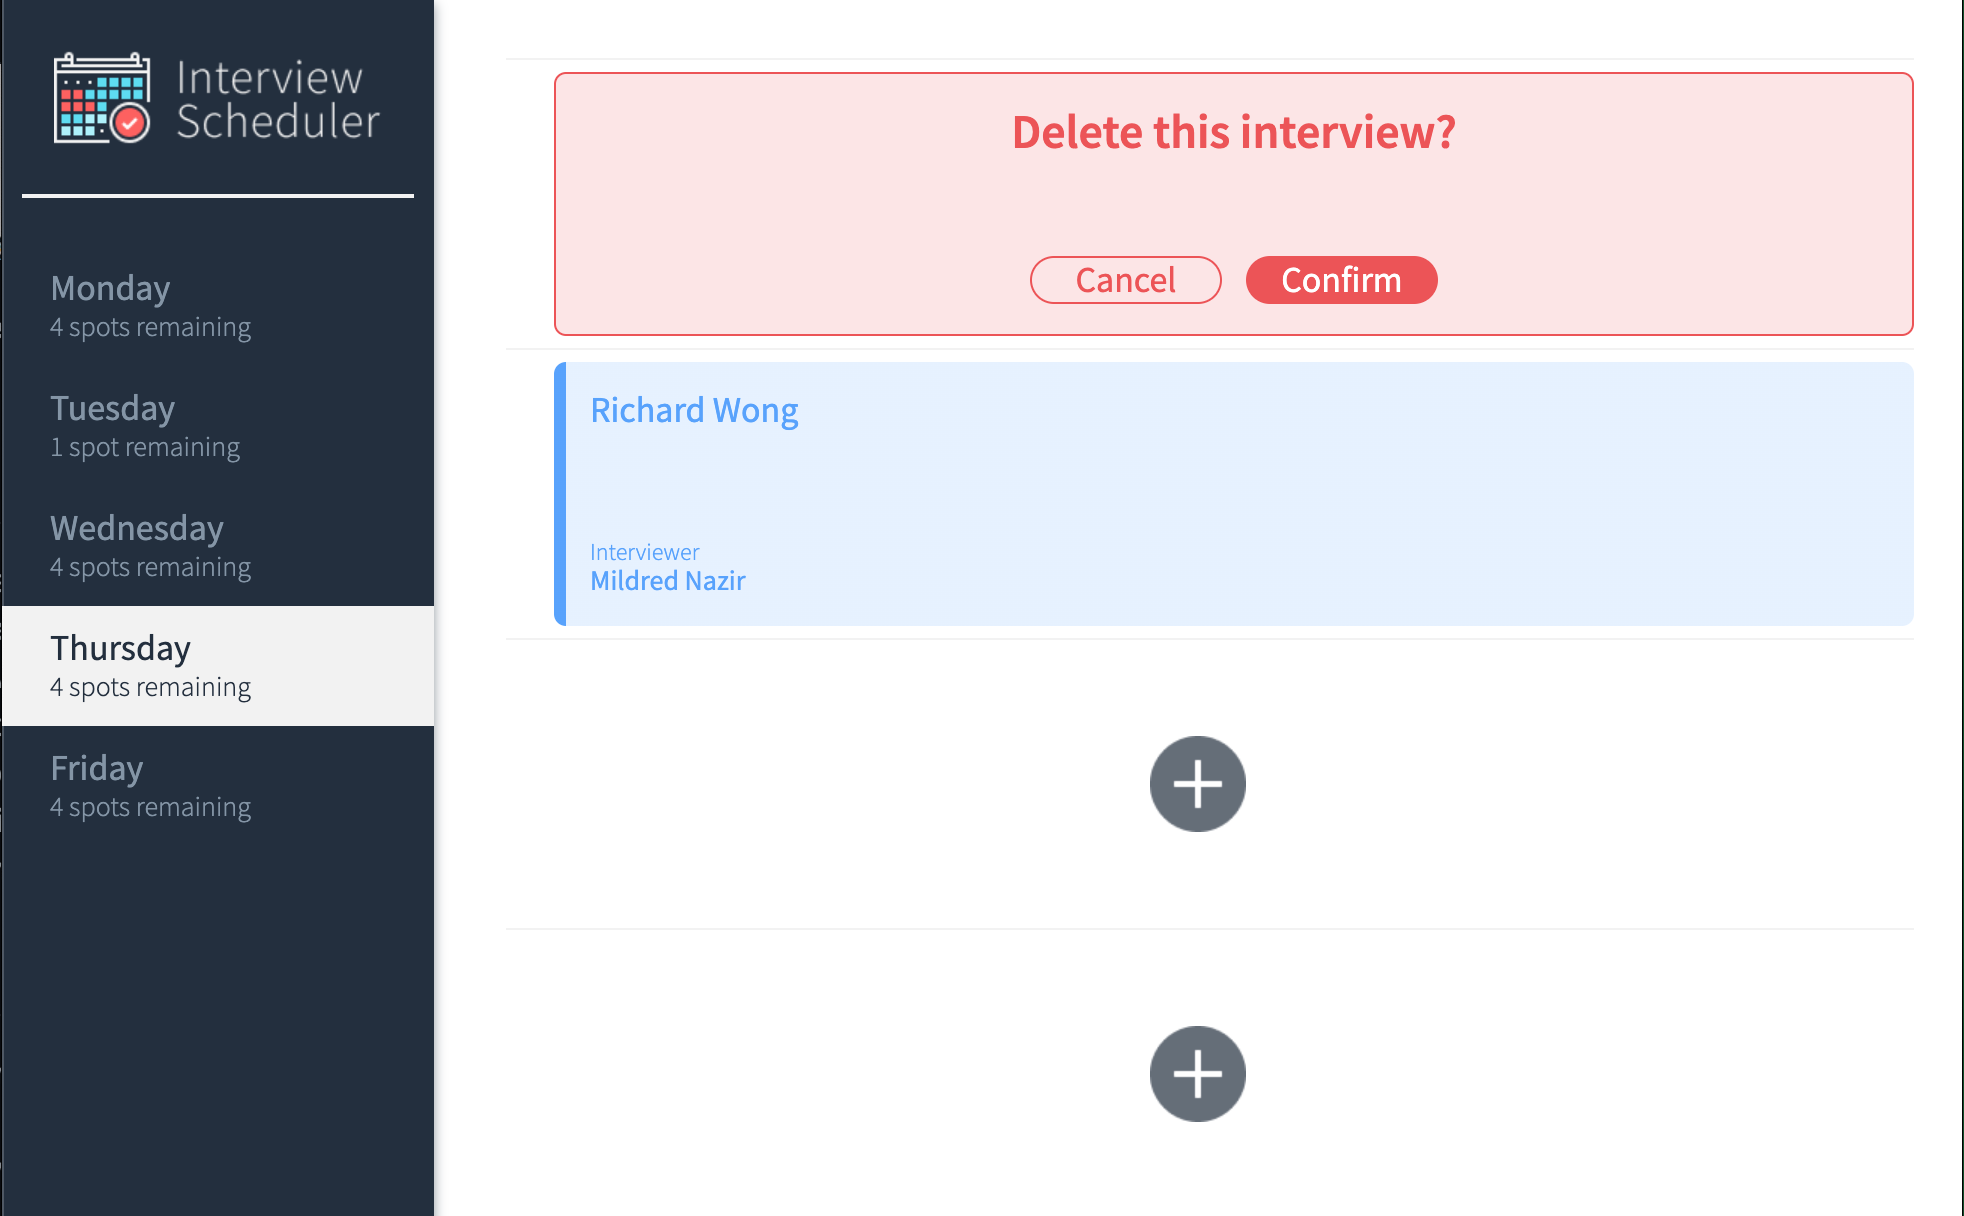 Interview
Scheduler
Monday
4 spots remaining
Tuesday
1 spot remaining
Wednesday
4 spots remaining
Thursday
4 spots remaining
Friday
4 spots remaining
Delete this interview?
Cancel Confirm
Richard Wong
Interviewer
Mildred Nazir